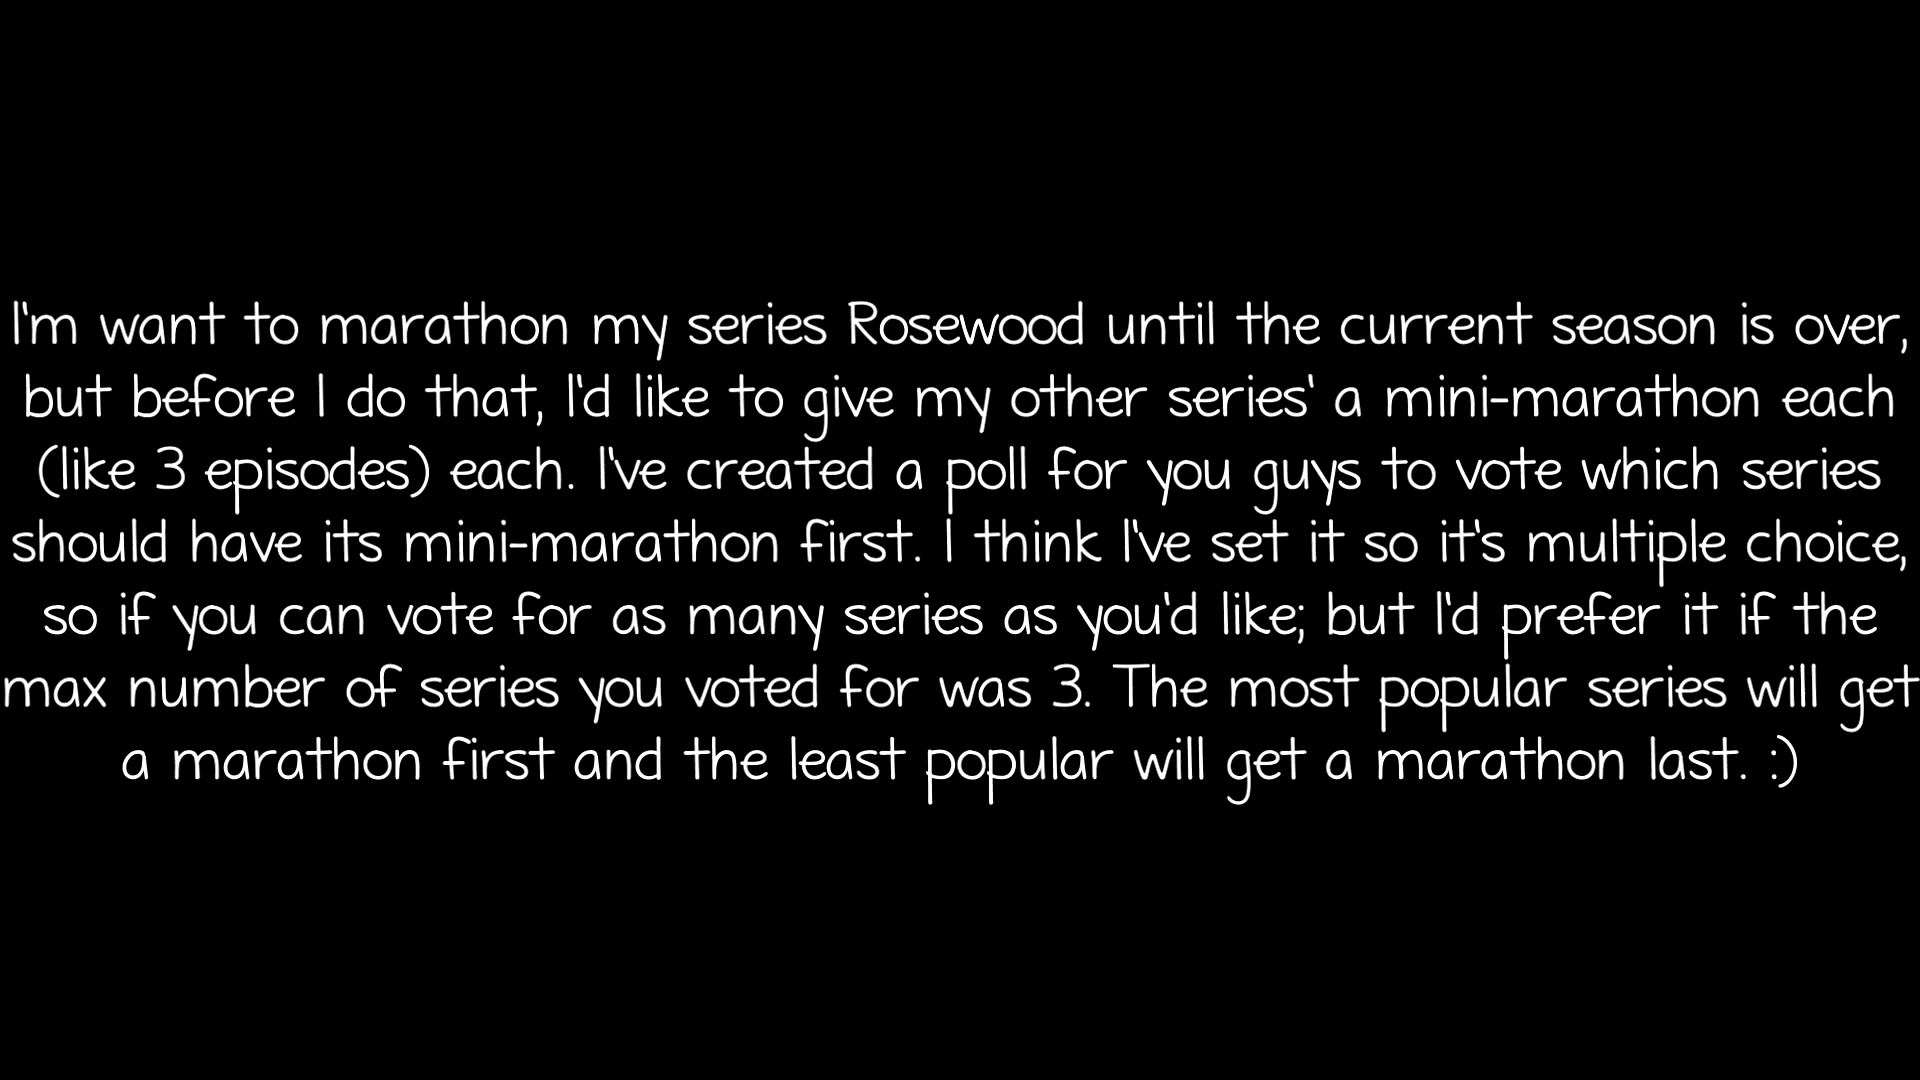 I'm want to marathon my series Rosewood until the current season is over,
but before I do that, I'd like to give my other series' a mini-marathon each
(like 3 episodes) each. I've created a poll for you guys to vote which series
should have its mini-marathon first. I think I've set it so it's multiple choice,
so if you can vote for as many series as you'd like; but I'd prefer it if the
max number of series you voted for was 3. The most popular series will get
a marathon first and the least popular will get a marathon last. :)